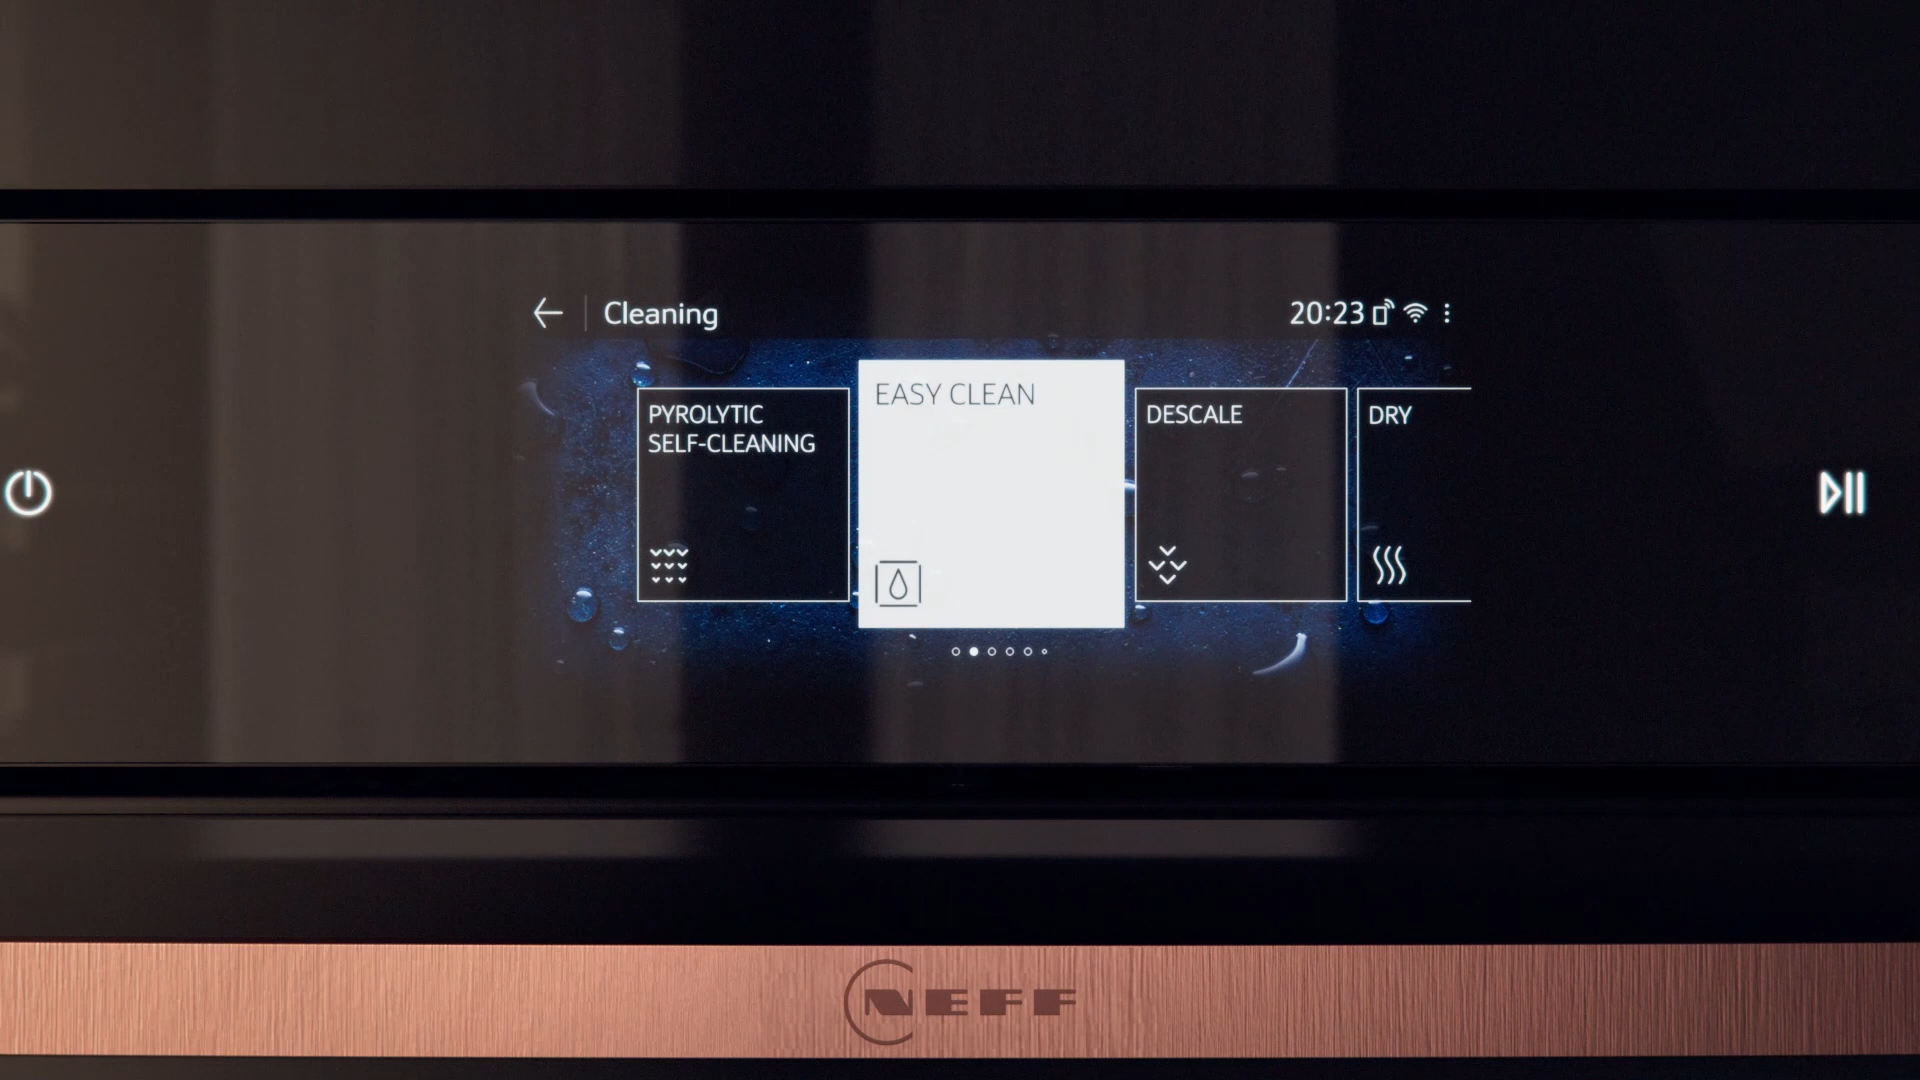 Cleaning
20:23
PYROLYTIC
SELF-CLEANING
EASY CLEAN
DESCALE
DRY
NEFF